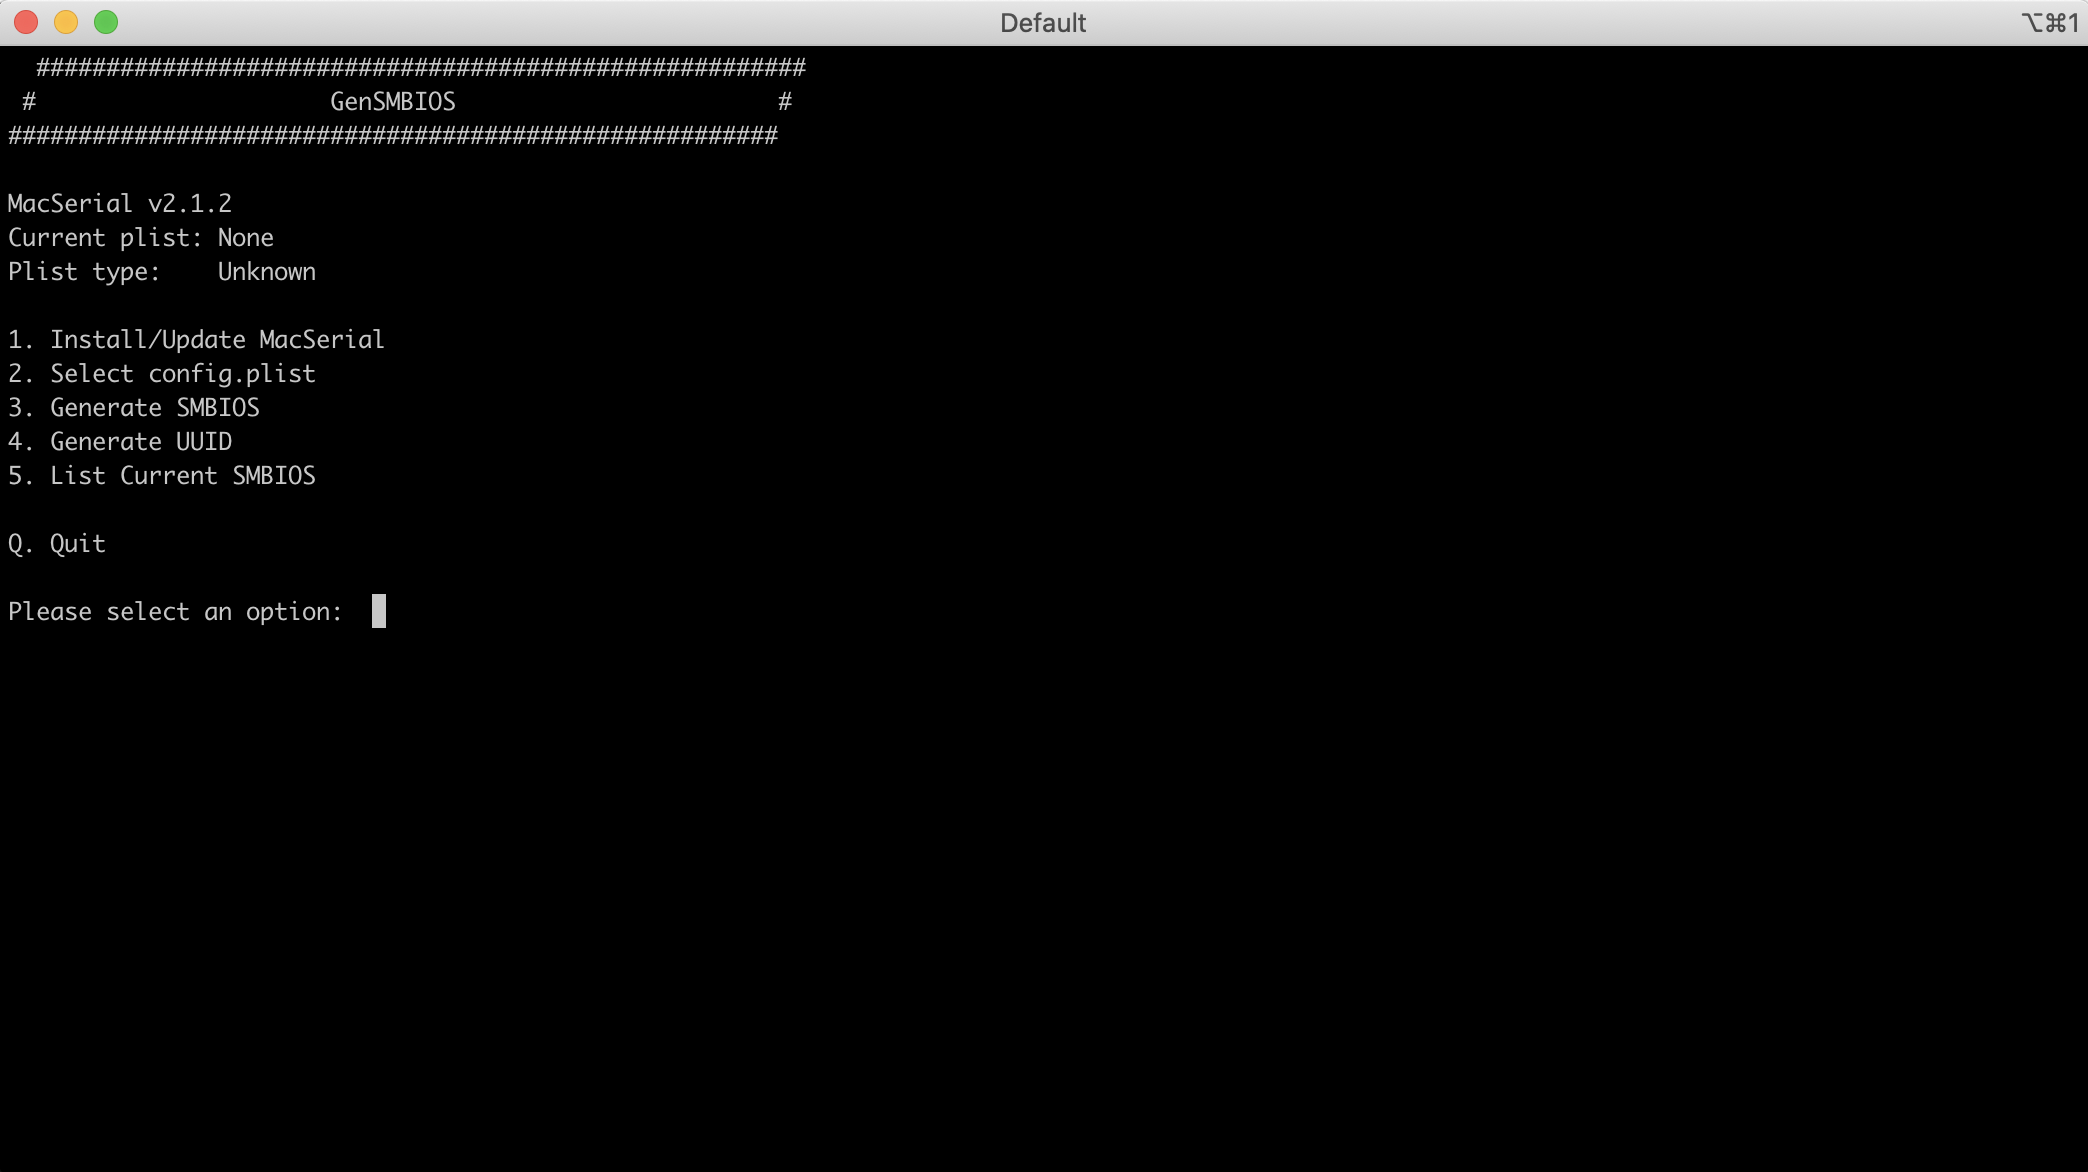 Default
⌥⌘1
#######################################################
# GenSMBIOS #
#######################################################
MacSerial v2.1.2
Current plist: None
Plist type: Unknown
1. Install/Update MacSerial
2. Select config.plist
3. Generate SMBIOS
4. Generate UUID
5. List Current SMBIOS
Q. Quit
Please select an option: